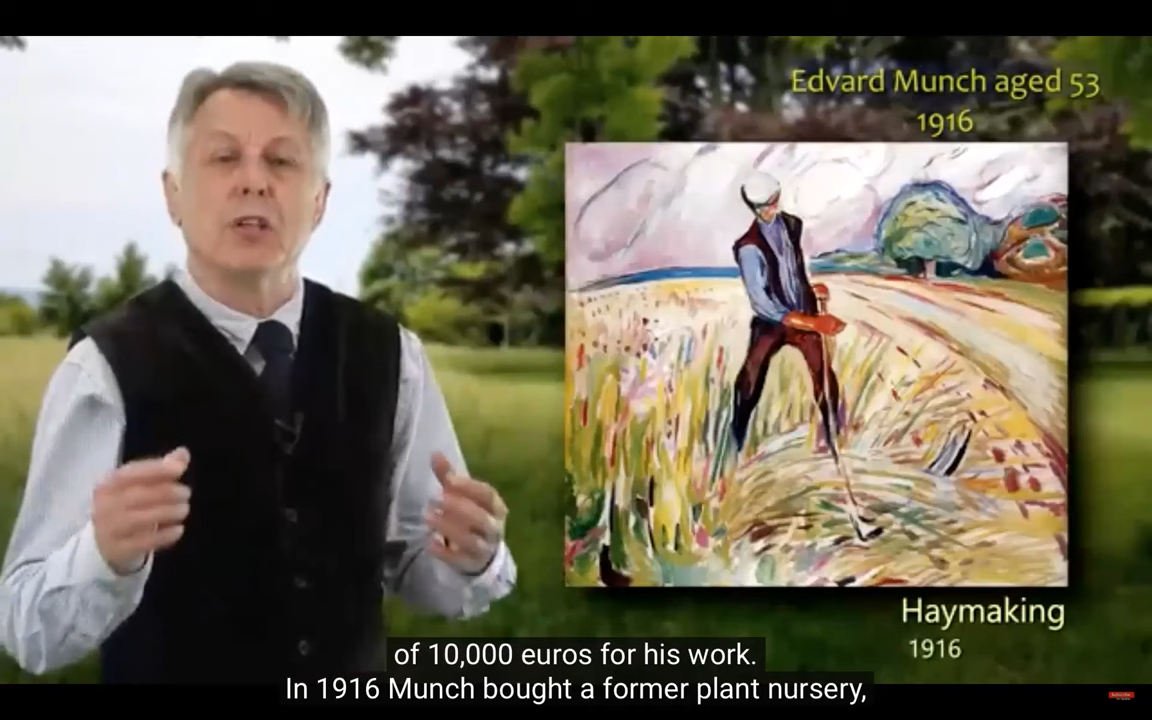 Edvard Munch aged 53
1916
Haymaking
1916
of 10,000 euros for his work.
In 1916 Munch bought a former plant nursery,